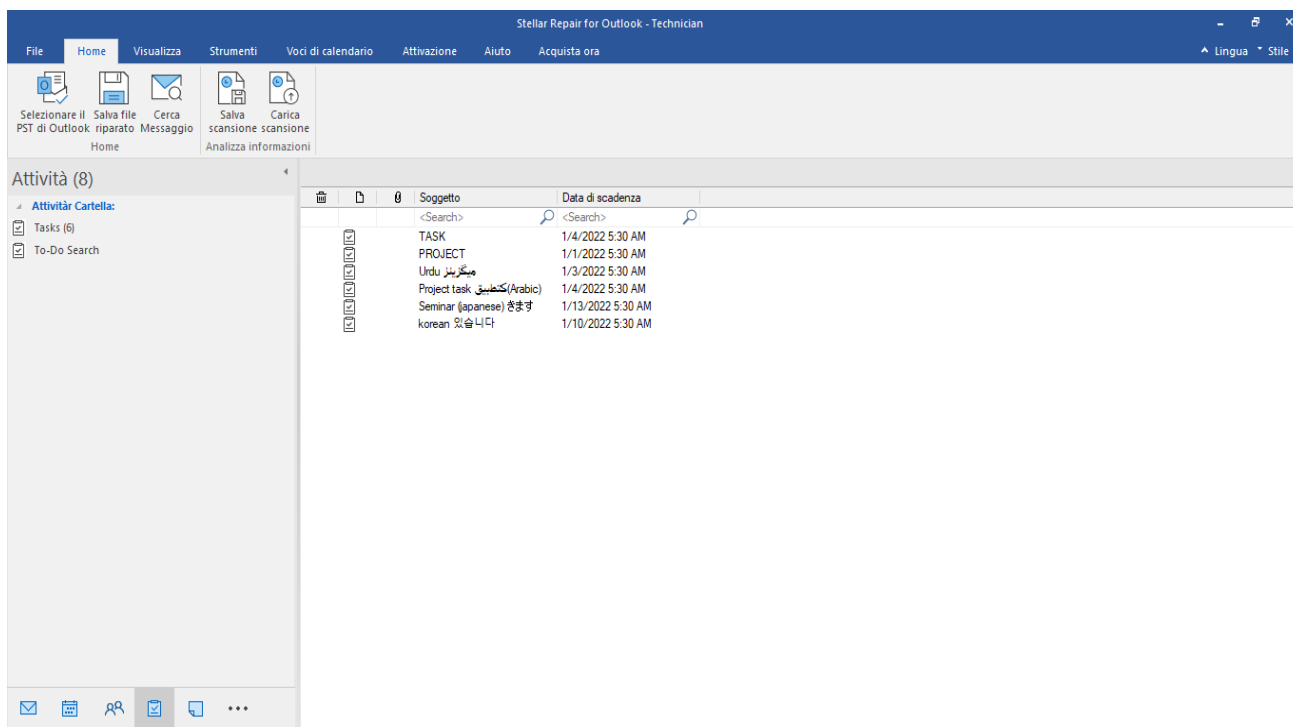 Stellar Repair for Outlook - Technician
File Home Visualizza Strumenti Voci di calendario Attivazione Aiuto Acquista ora Lingua Stile
Selezionare il PST di Outlook
Salva file riparato
Cerca Messaggio
Salva scansione
Carica scansione
Home
Analizza informazioni
Attività (8)
Attivitàr Cartella:
Tasks (6)
To-Do Search
Soggetto Data di scadenza
<Search> <Search>
TASK 1/4/2022 5:30 AM
PROJECT 1/1/2022 5:30 AM
Urdu میگزینز 1/3/2022 5:30 AM
Project task كتطبيق(Arabic) 1/4/2022 5:30 AM
Seminar (japanese) きます 1/13/2022 5:30 AM
korean 있습니다 1/10/2022 5:30 AM